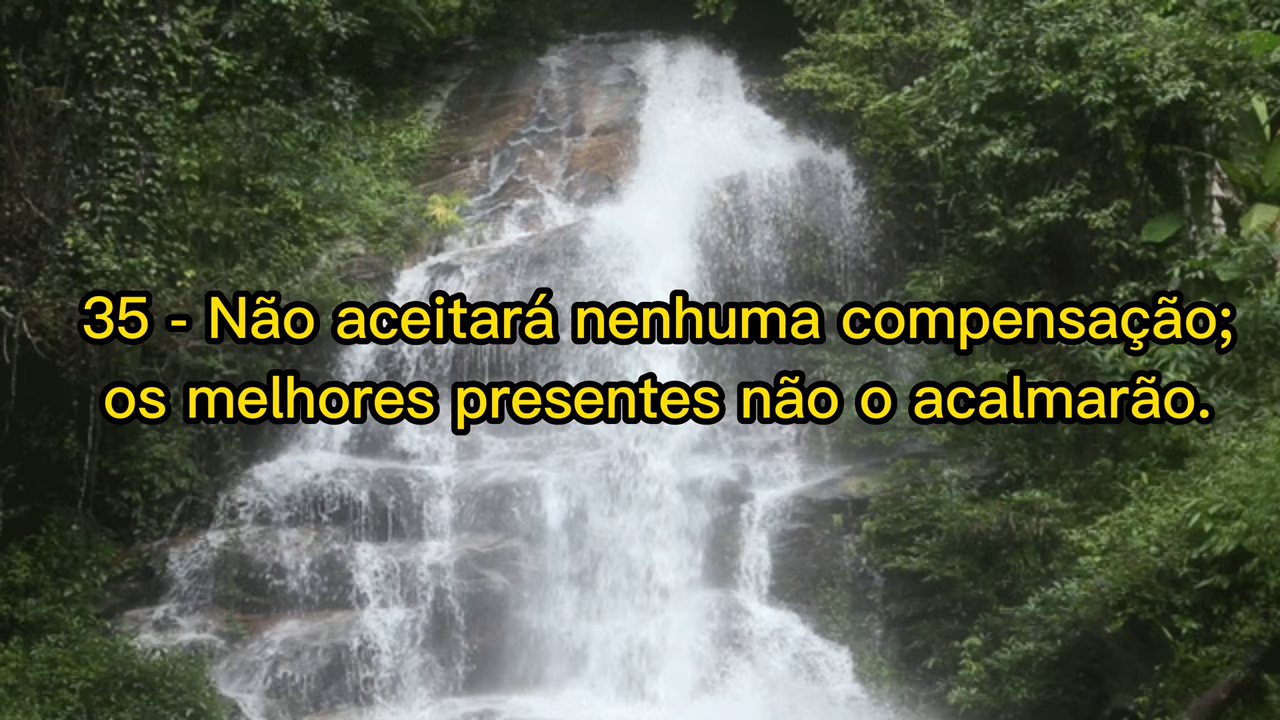 35 - Não aceitará nenhuma compensação;
os melhores presentes não o acalmarão.